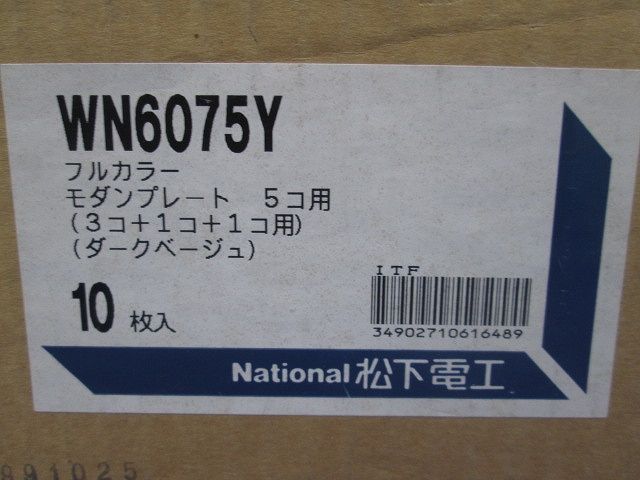 WN6075Y
フルカラー
モダンプレート 5コ用
(3コ+1コ+1コ用)
(ダークベージュ)
10 枚入
ITF
34902710616489
National 松下電工
891025